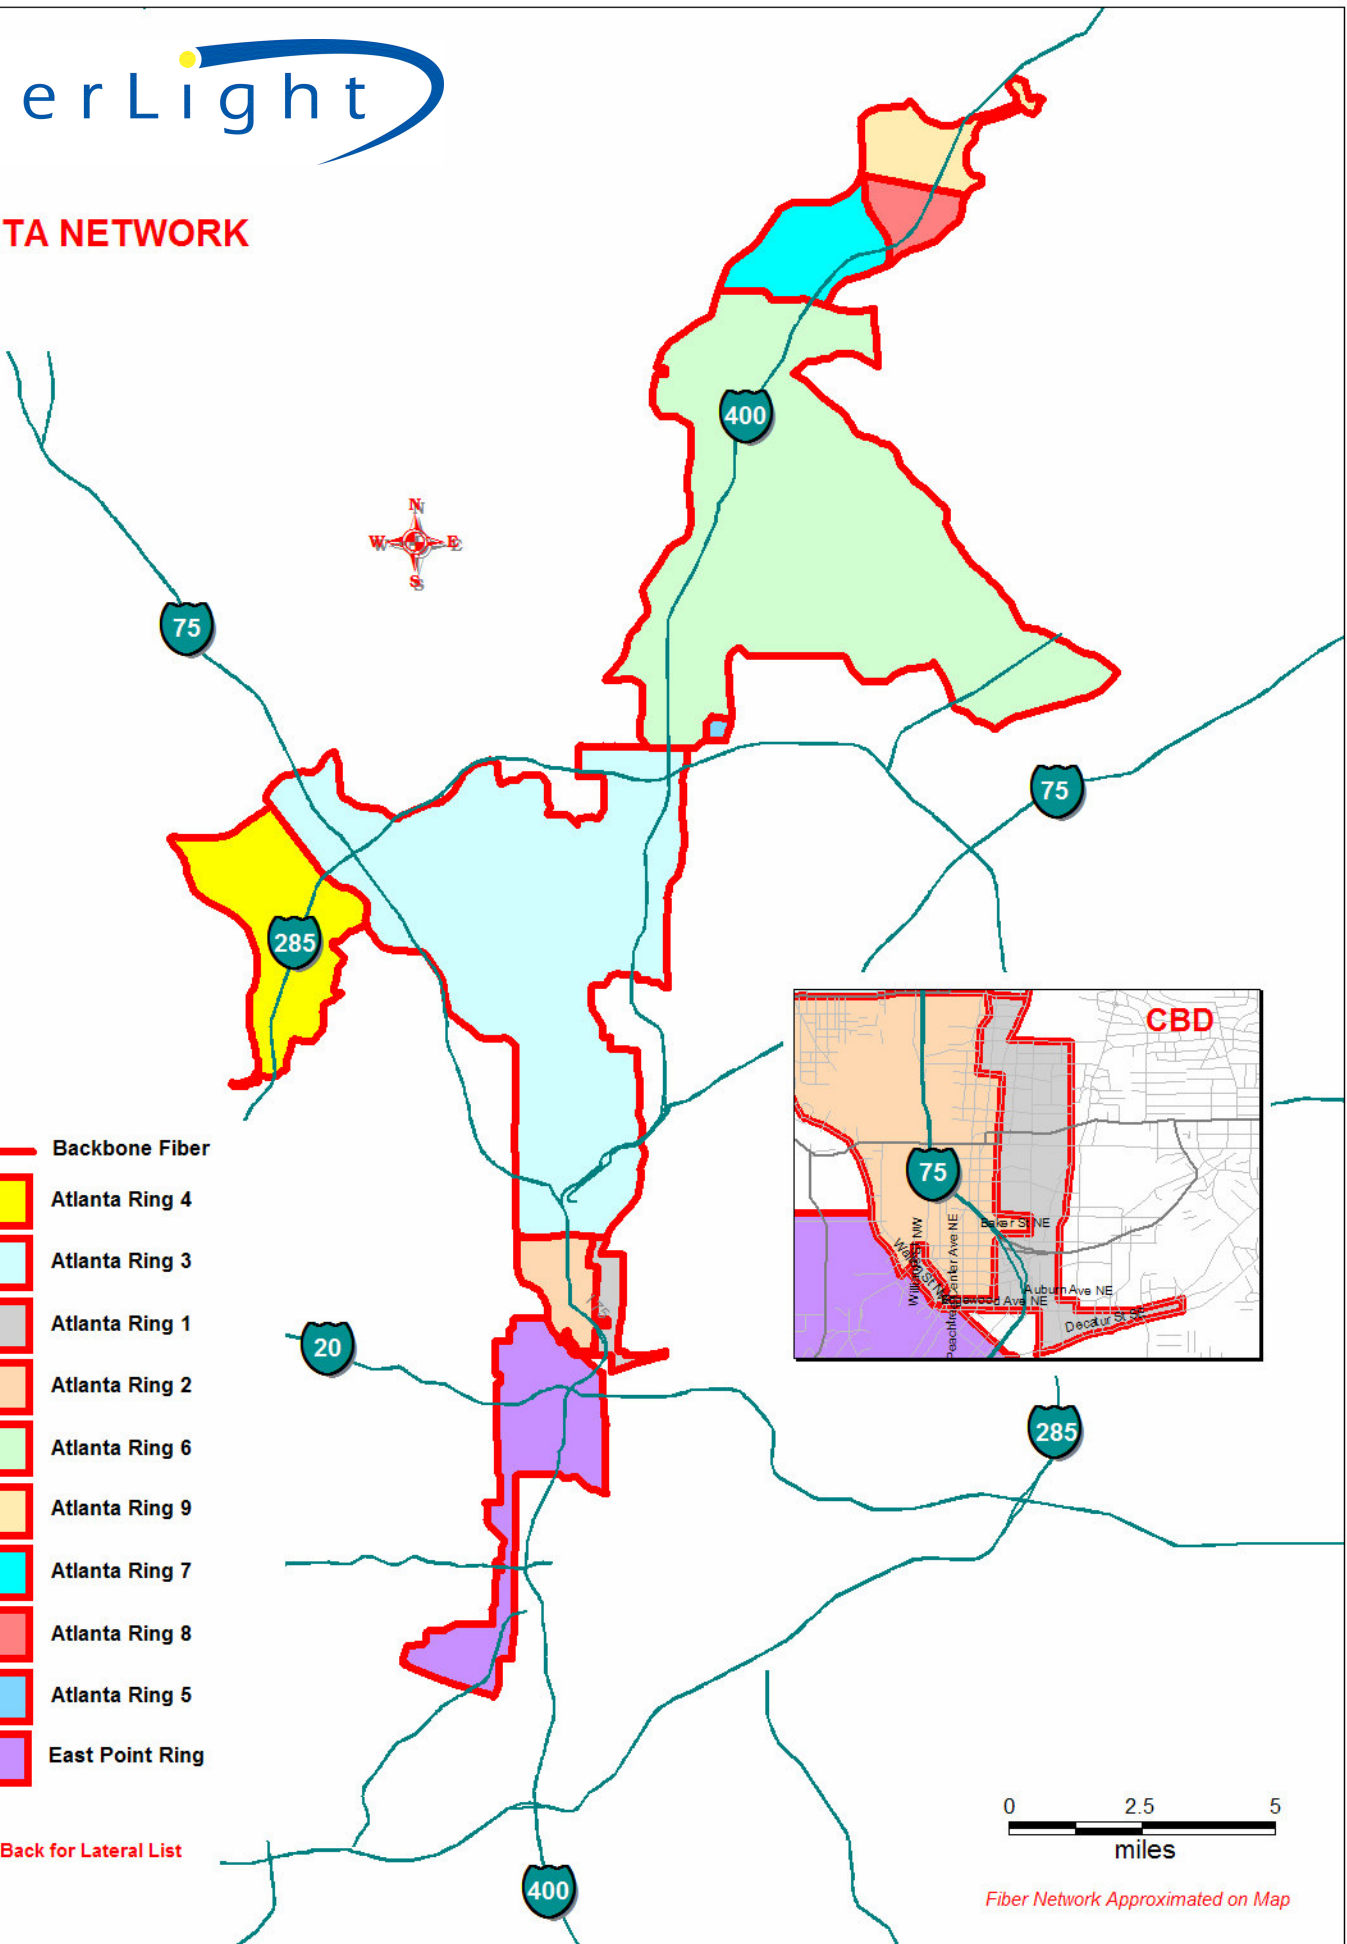 erLight
TA NETWORK
400
N
W E
S
75
75
285
CBD
75
Baker St NE
Auburn Ave NE
Edgewood Ave NE
Decatur St SE
20
285
Backbone Fiber
Atlanta Ring 4
Atlanta Ring 3
Atlanta Ring 1
Atlanta Ring 2
Atlanta Ring 6
Atlanta Ring 9
Atlanta Ring 7
Atlanta Ring 8
Atlanta Ring 5
East Point Ring
Back for Lateral List
0 2.5 5
miles
400
Fiber Network Approximated on Map